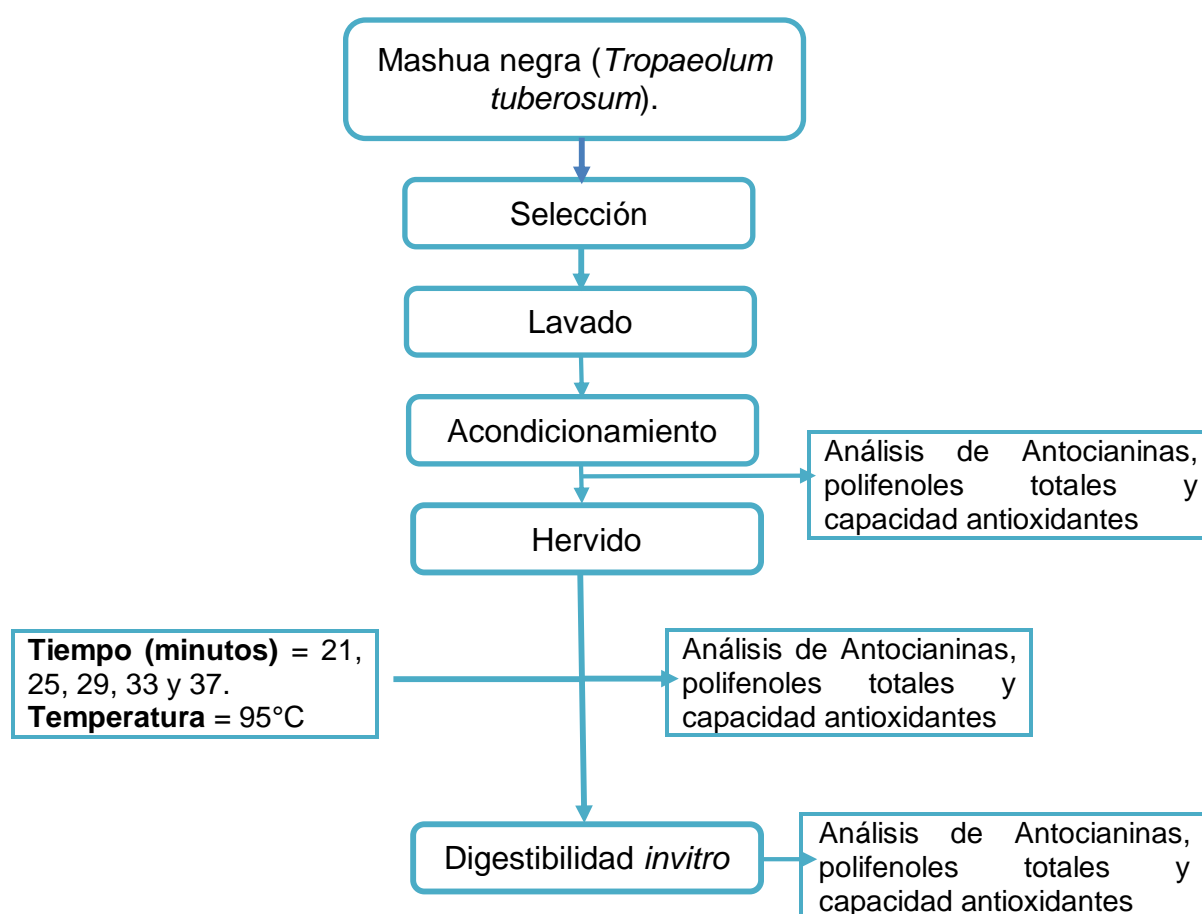 Mashua negra (Tropaeolum
tuberosum).
Selección
Lavado
Acondicionamiento
Análisis de Antocianinas,
polifenoles totales y
capacidad antioxidantes
Hervido
Tiempo (minutos) = 21,
25, 29, 33 y 37.
Temperatura = 95°C
Análisis de Antocianinas,
polifenoles totales y
capacidad antioxidantes
Digestibilidad invitro
Análisis de Antocianinas,
polifenoles totales y
capacidad antioxidantes